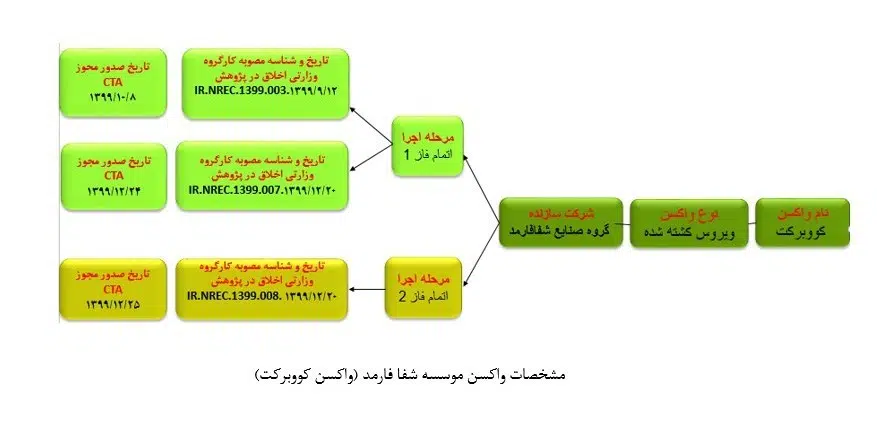 نام واکسن
کووبرکت
نوع واکسن
ویروس کشته شده
شرکت سازنده
گروه صنایع شفافارمد
مرحله اجرا
اتمام فاز 1
تاریخ و شناسه مصوبه کارگروه
وزارتی اخلاق در پژوهش
IR.NREC.1399.003.۱۳۹۹/۹/۱۲
تاریخ صدور مجوز
CTA
۱۳۹۹/۱۰/۸
تاریخ و شناسه مصوبه کارگروه
وزارتی اخلاق در پژوهش
IR.NREC.1399.007.۱۳۹۹/۱۲/۲۰
تاریخ صدور مجوز
CTA
۱۳۹۹/۱۲/۲۴
مرحله اجرا
اتمام فاز 2
تاریخ و شناسه مصوبه کارگروه
وزارتی اخلاق در پژوهش
IR.NREC.1399.008. ۱۳۹۹/۱۲/۲۰
تاریخ صدور مجوز
CTA
۱۳۹۹/۱۲/۲۵
مشخصات واکسن موسسه شفا فارمد (واکسن کووبرکت)